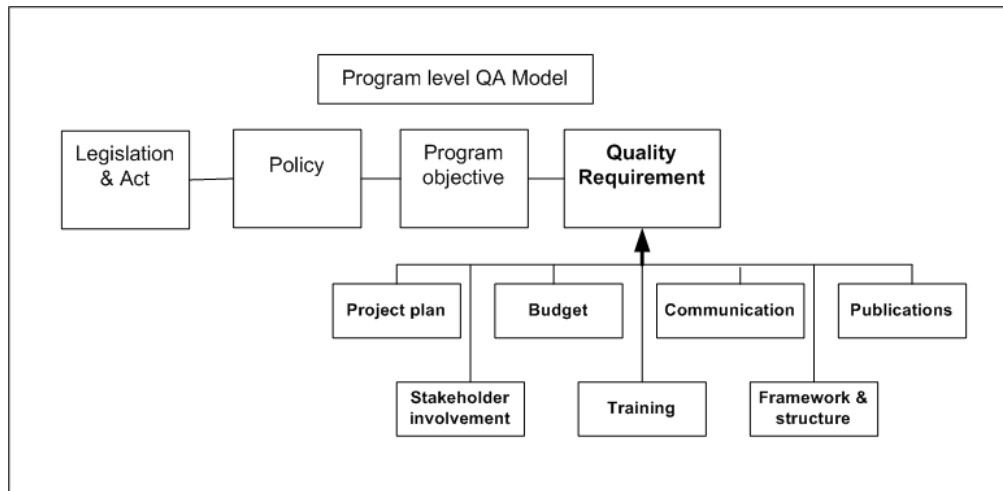 Program level QA Model
Legislation
& Act
Policy
Program
objective
Quality
Requirement
Project plan
Budget
Communication
Publications
Stakeholder
involvement
Training
Framework &
structure